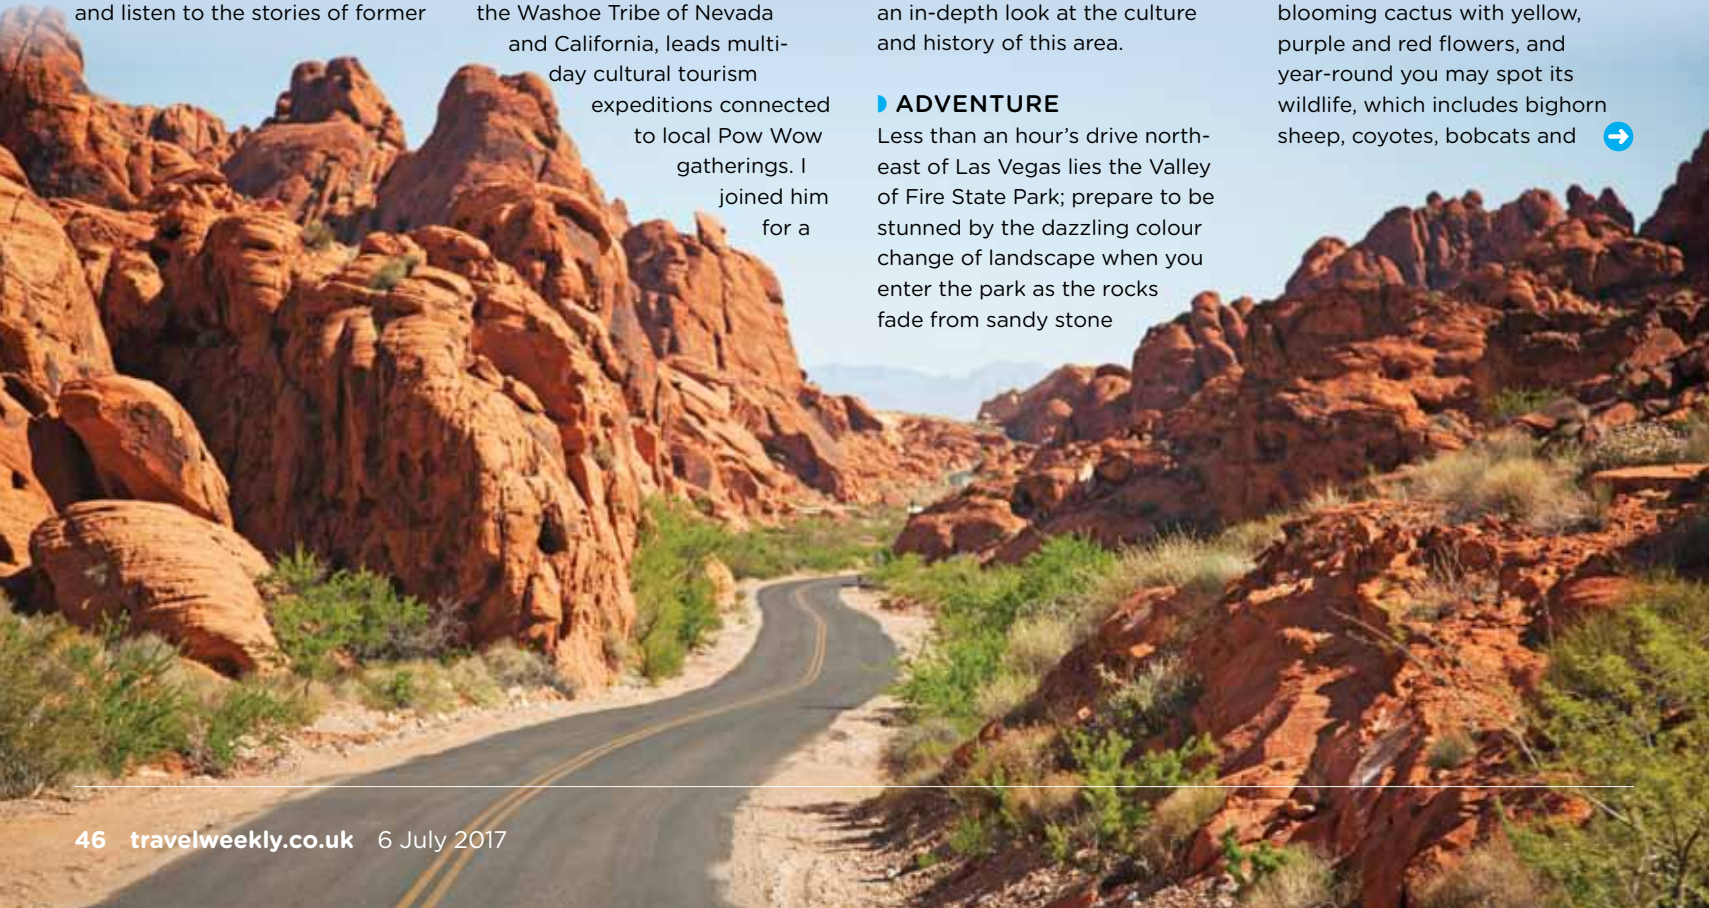 and listen to the stories of former
the Washoe Tribe of Nevada
and California, leads multi-
day cultural tourism
expeditions connected
to local Pow Wow
gatherings. I
joined him
for a
an in-depth look at the culture
and history of this area.
ADVENTURE
Less than an hour’s drive north-
east of Las Vegas lies the Valley
of Fire State Park; prepare to be
stunned by the dazzling colour
change of landscape when you
enter the park as the rocks
fade from sandy stone
blooming cactus with yellow,
purple and red flowers, and
year-round you may spot its
wildlife, which includes bighorn
sheep, coyotes, bobcats and
46 travelweekly.co.uk 6 July 2017